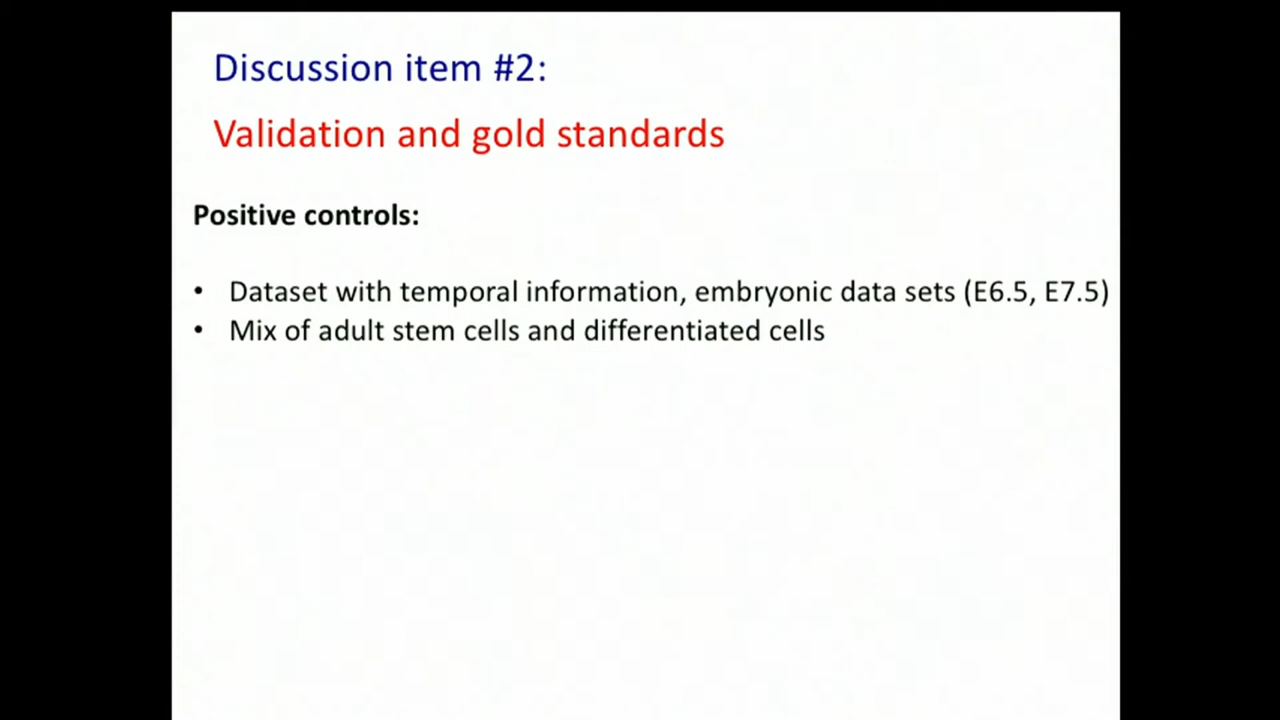 Discussion item #2:
Validation and gold standards
Positive controls:
• Dataset with temporal information, embryonic data sets (E6.5, E7.5)
• Mix of adult stem cells and differentiated cells